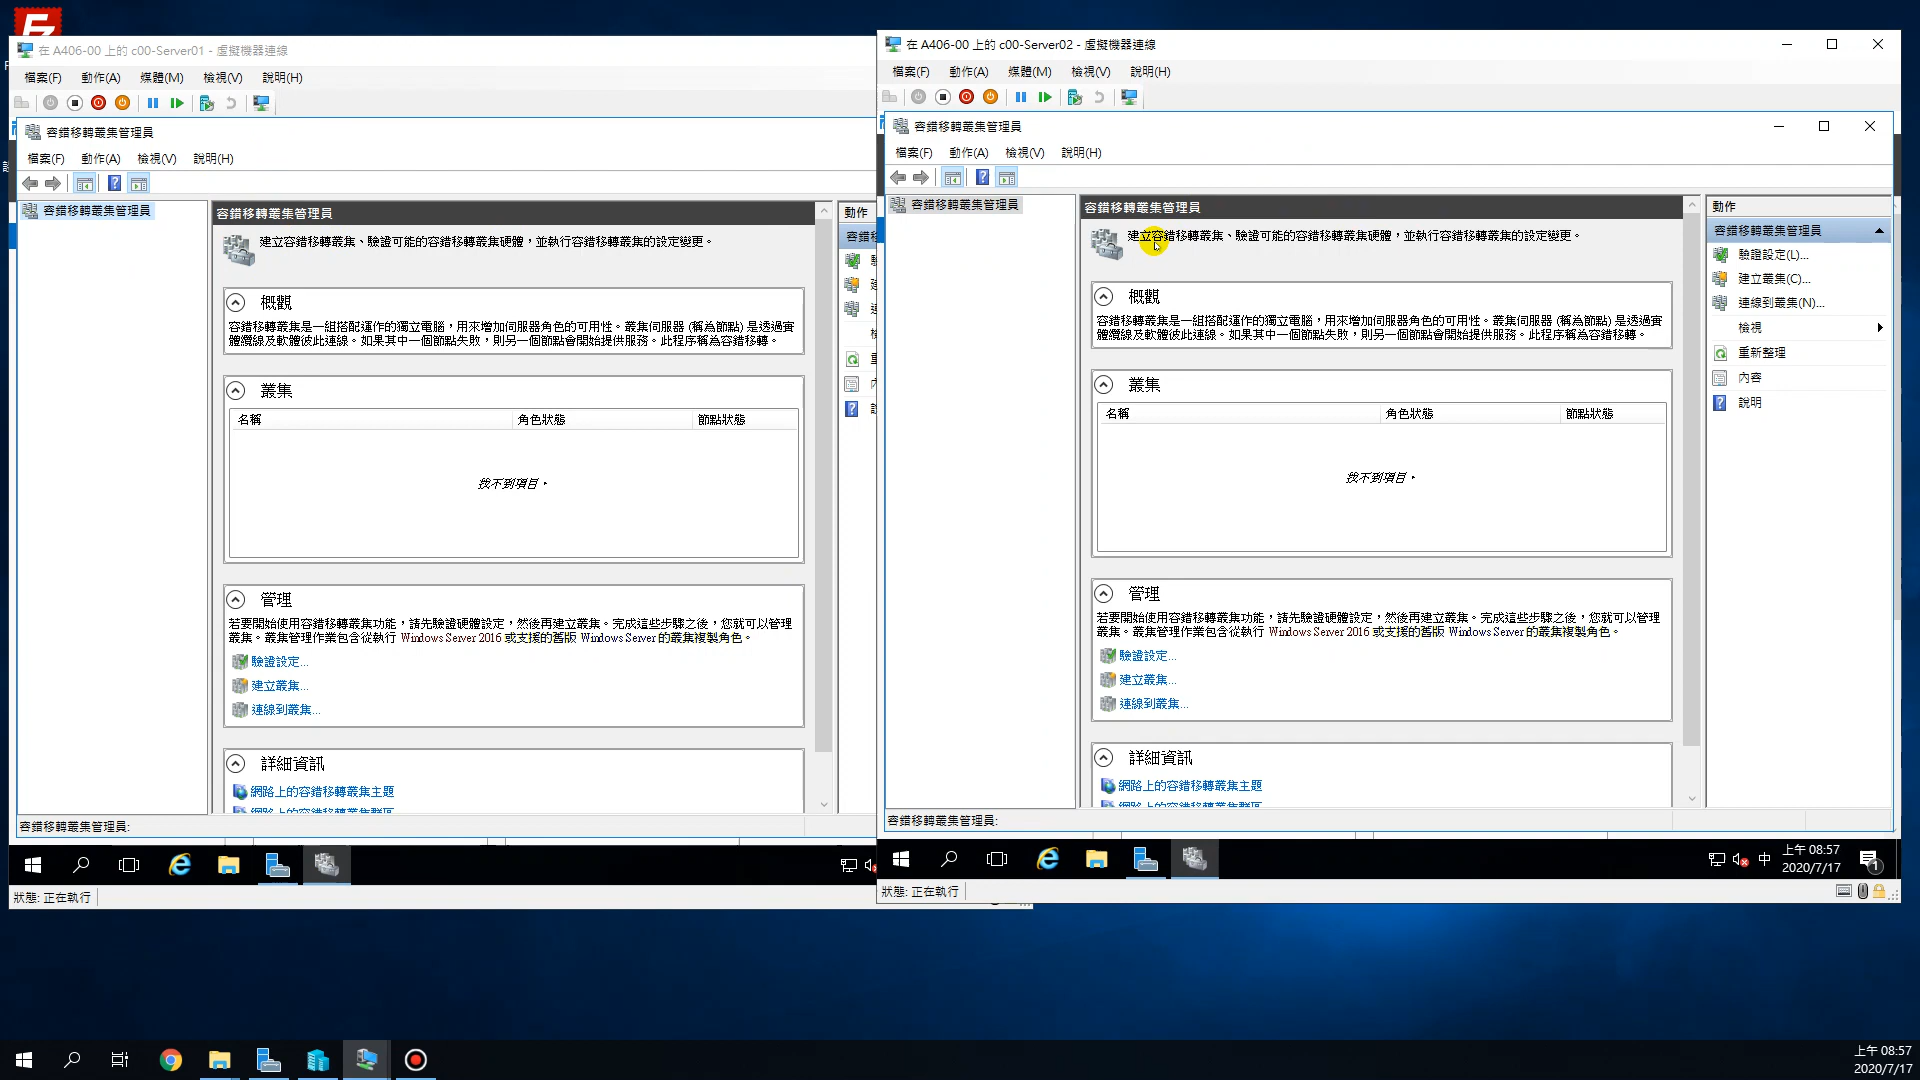 在 A406-00 上的 c00-Server01 - 虛擬機器連線
檔案(F) 動作(A) 媒體(M) 檢視(V) 說明(H)
容錯移轉叢集管理員
檔案(F) 動作(A) 檢視(V) 說明(H)
容錯移轉叢集管理員
容錯移轉叢集管理員
建立容錯移轉叢集、驗證可能的容錯移轉叢集硬體，並執行容錯移轉叢集的設定變更。
概觀
容錯移轉叢集是一組搭配運作的獨立電腦，用來增加伺服器角色的可用性。叢集伺服器 (稱為節點) 是透過實
體纜線及軟體彼此連線。如果其中一個節點失敗，則另一個節點會開始提供服務。此程序稱為容錯移轉。
叢集
名稱 角色狀態 節點狀態
找不到項目。
管理
若要開始使用容錯移轉叢集功能，請先驗證硬體設定，然後再建立叢集。完成這些步驟之後，您就可以管理
叢集。叢集管理作業包含從執行 Windows Server 2016 或支援的舊版 Windows Server 的叢集複製角色。
驗證設定...
建立叢集...
連線到叢集...
詳細資訊
網路上的容錯移轉叢集主題
網路上的容錯移轉叢集群區
動作
容錯移轉叢集管理員:
狀態: 正在執行
在 A406-00 上的 c00-Server02 - 虛擬機器連線
檔案(F) 動作(A) 媒體(M) 檢視(V) 說明(H)
容錯移轉叢集管理員
檔案(F) 動作(A) 檢視(V) 說明(H)
容錯移轉叢集管理員
容錯移轉叢集管理員
建立容錯移轉叢集、驗證可能的容錯移轉叢集硬體，並執行容錯移轉叢集的設定變更。
概觀
容錯移轉叢集是一組搭配運作的獨立電腦，用來增加伺服器角色的可用性。叢集伺服器 (稱為節點) 是透過實
體纜線及軟體彼此連線。如果其中一個節點失敗，則另一個節點會開始提供服務。此程序稱為容錯移轉。
叢集
名稱 角色狀態 節點狀態
找不到項目。
管理
若要開始使用容錯移轉叢集功能，請先驗證硬體設定，然後再建立叢集。完成這些步驟之後，您就可以管理
叢集。叢集管理作業包含從執行 Windows Server 2016 或支援的舊版 Windows Server 的叢集複製角色。
驗證設定...
建立叢集...
連線到叢集...
詳細資訊
網路上的容錯移轉叢集主題
網路上的容錯移轉叢集群區
動作
容錯移轉叢集管理員
驗證設定(L)...
建立叢集(C)...
連線到叢集(N)...
檢視
重新整理
內容
說明
容錯移轉叢集管理員:
中
上午 08:57
2020/7/17
1
狀態: 正在執行
上午 08:57
2020/7/17